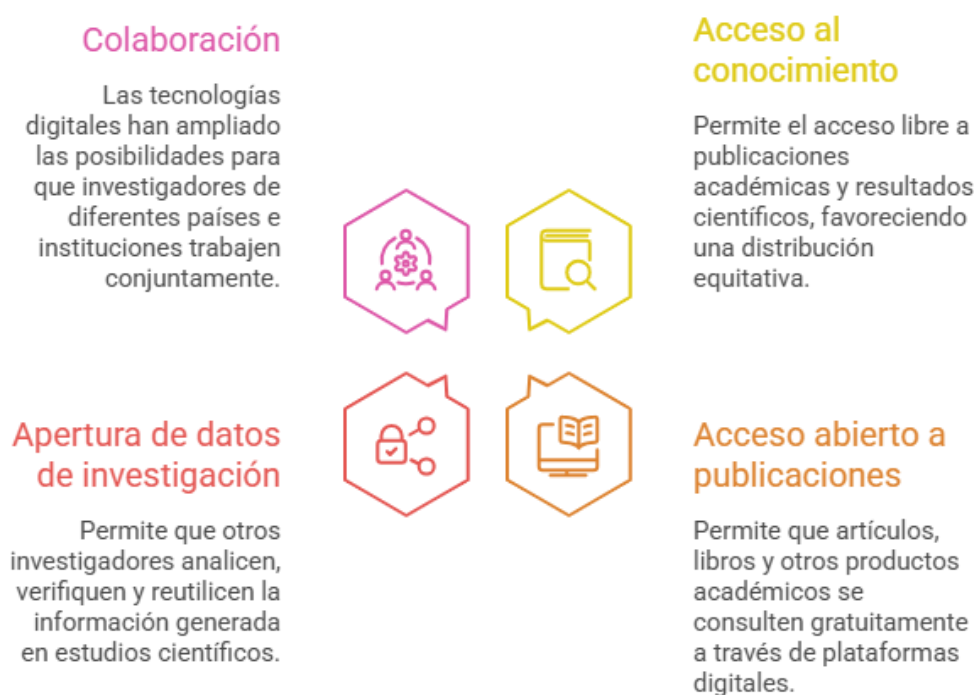 Colaboración
Las tecnologías
digitales han ampliado
las posibilidades para
que investigadores de
diferentes países e
instituciones trabajen
conjuntamente.
Acceso al
conocimiento
Permite el acceso libre a
publicaciones
académicas y resultados
científicos, favoreciendo
una distribución
equitativa.
Apertura de datos
de investigación
Permite que otros
investigadores analicen,
verifiquen y reutilicen la
información generada
en estudios científicos.
Acceso abierto a
publicaciones
Permite que artículos,
libros y otros productos
académicos se
consulten gratuitamente
a través de plataformas
digitales.